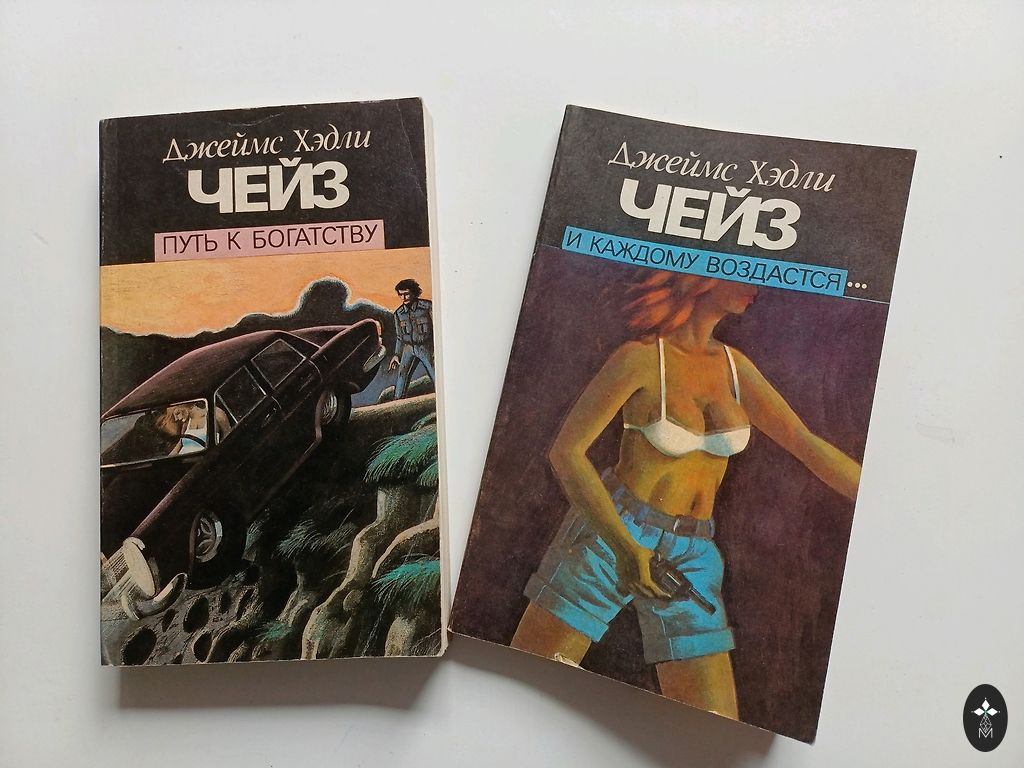 Джеймс Хэдли
ЧЕЙЗ
ПУТЬ К БОГАТСТВУ
Джеймс Хэдли
ЧЕЙЗ
И КАЖДОМУ ВОЗДАСТСЯ...
M